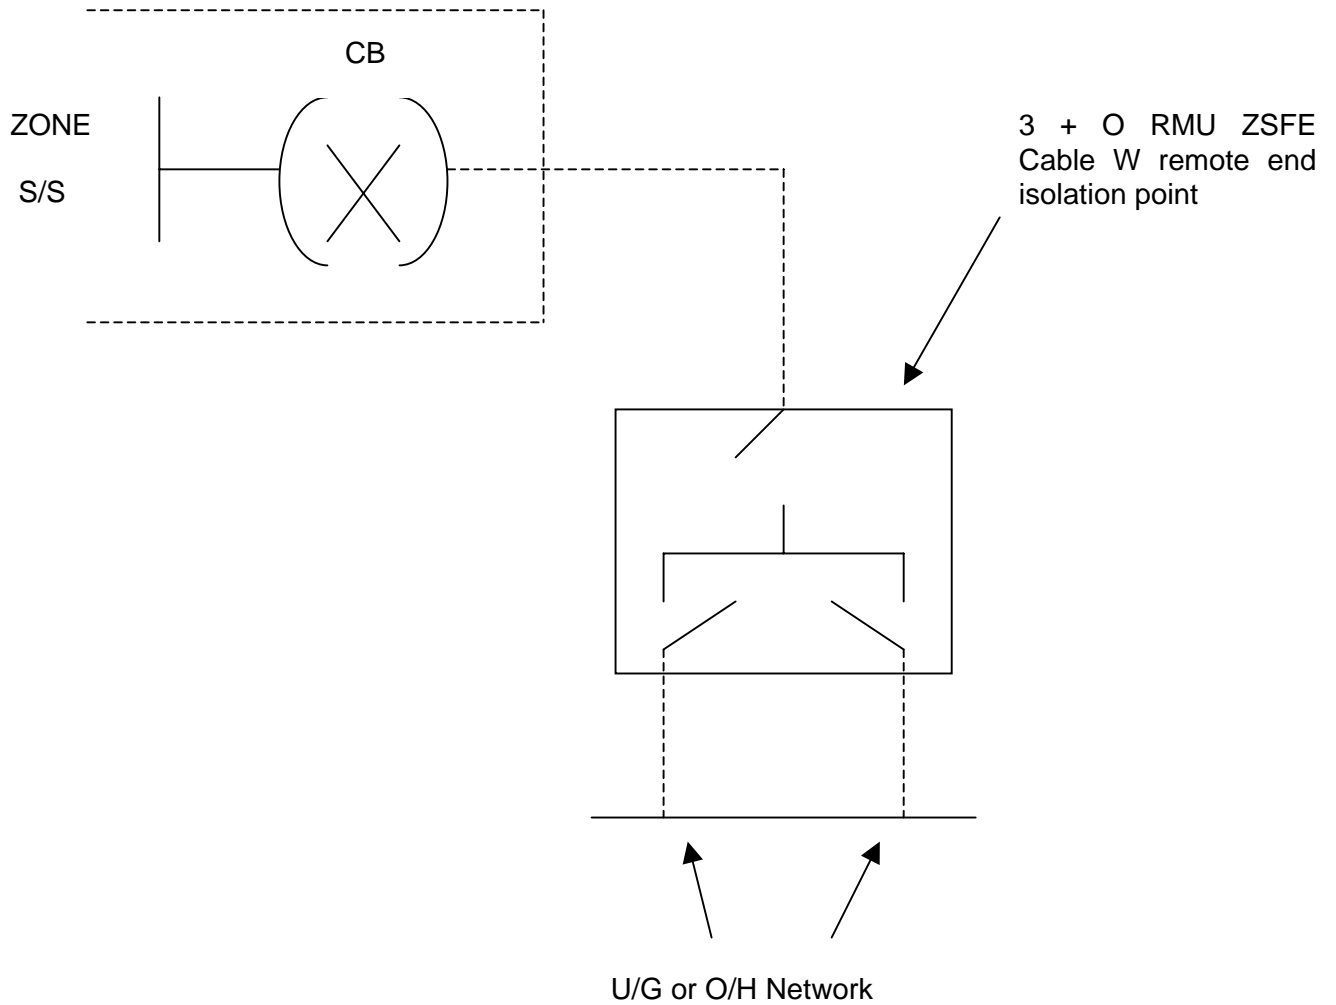 CB
ZONE
S/S
3 + O RMU ZSFE
Cable W remote end
isolation point
U/G or O/H Network